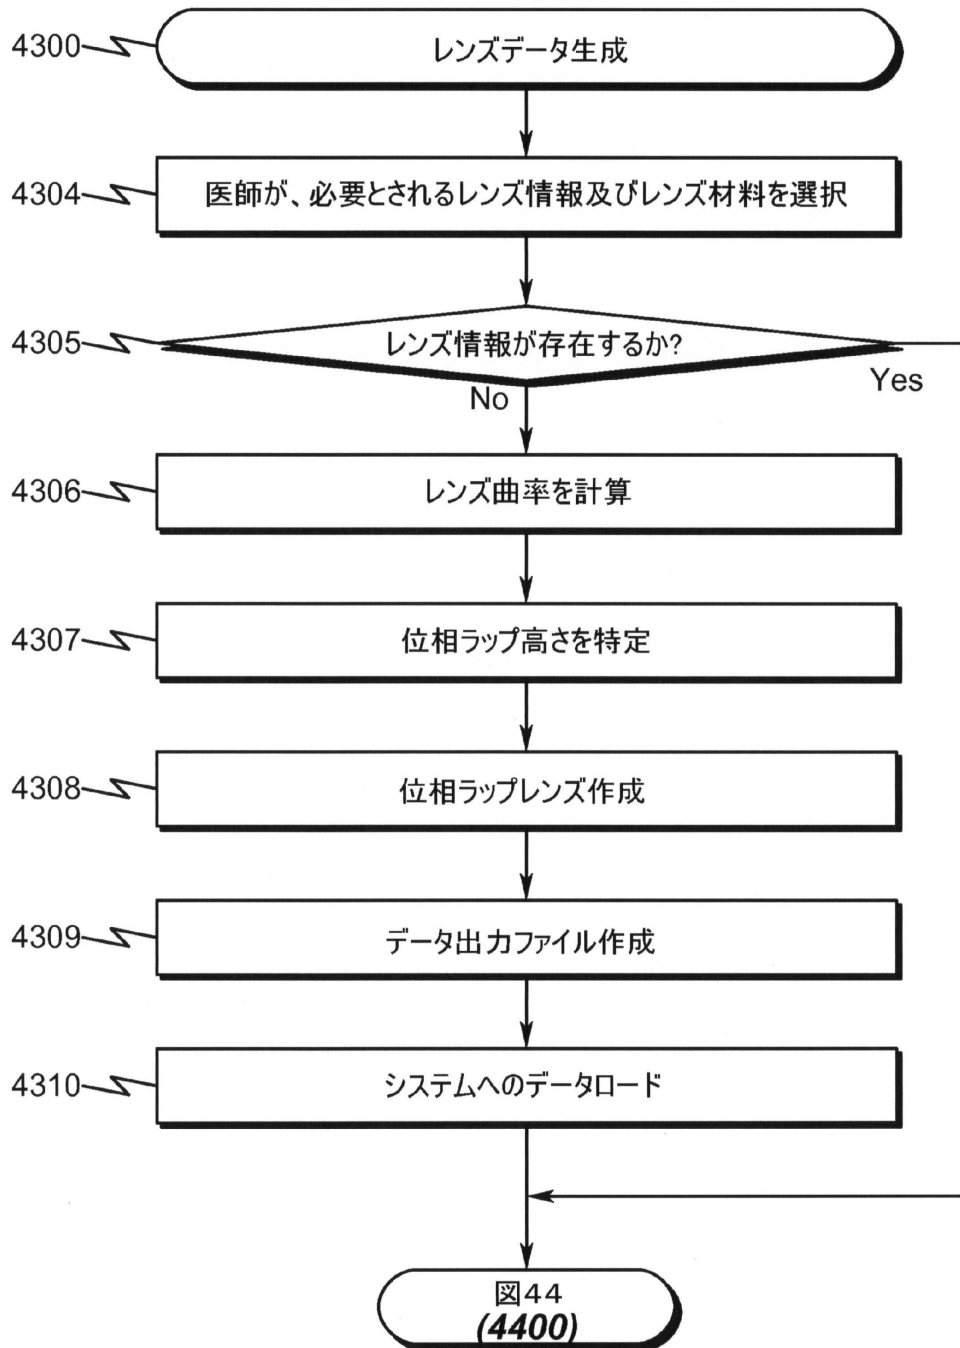 4300
レンズデータ生成
4304
医師が、必要とされるレンズ情報及びレンズ材料を選択
4305
レンズ情報が存在するか?
Yes
No
4306
レンズ曲率を計算
4307
位相ラップ高さを特定
4308
位相ラップレンズ作成
4309
データ出力ファイル作成
4310
システムへのデータロード
図44
(4400)